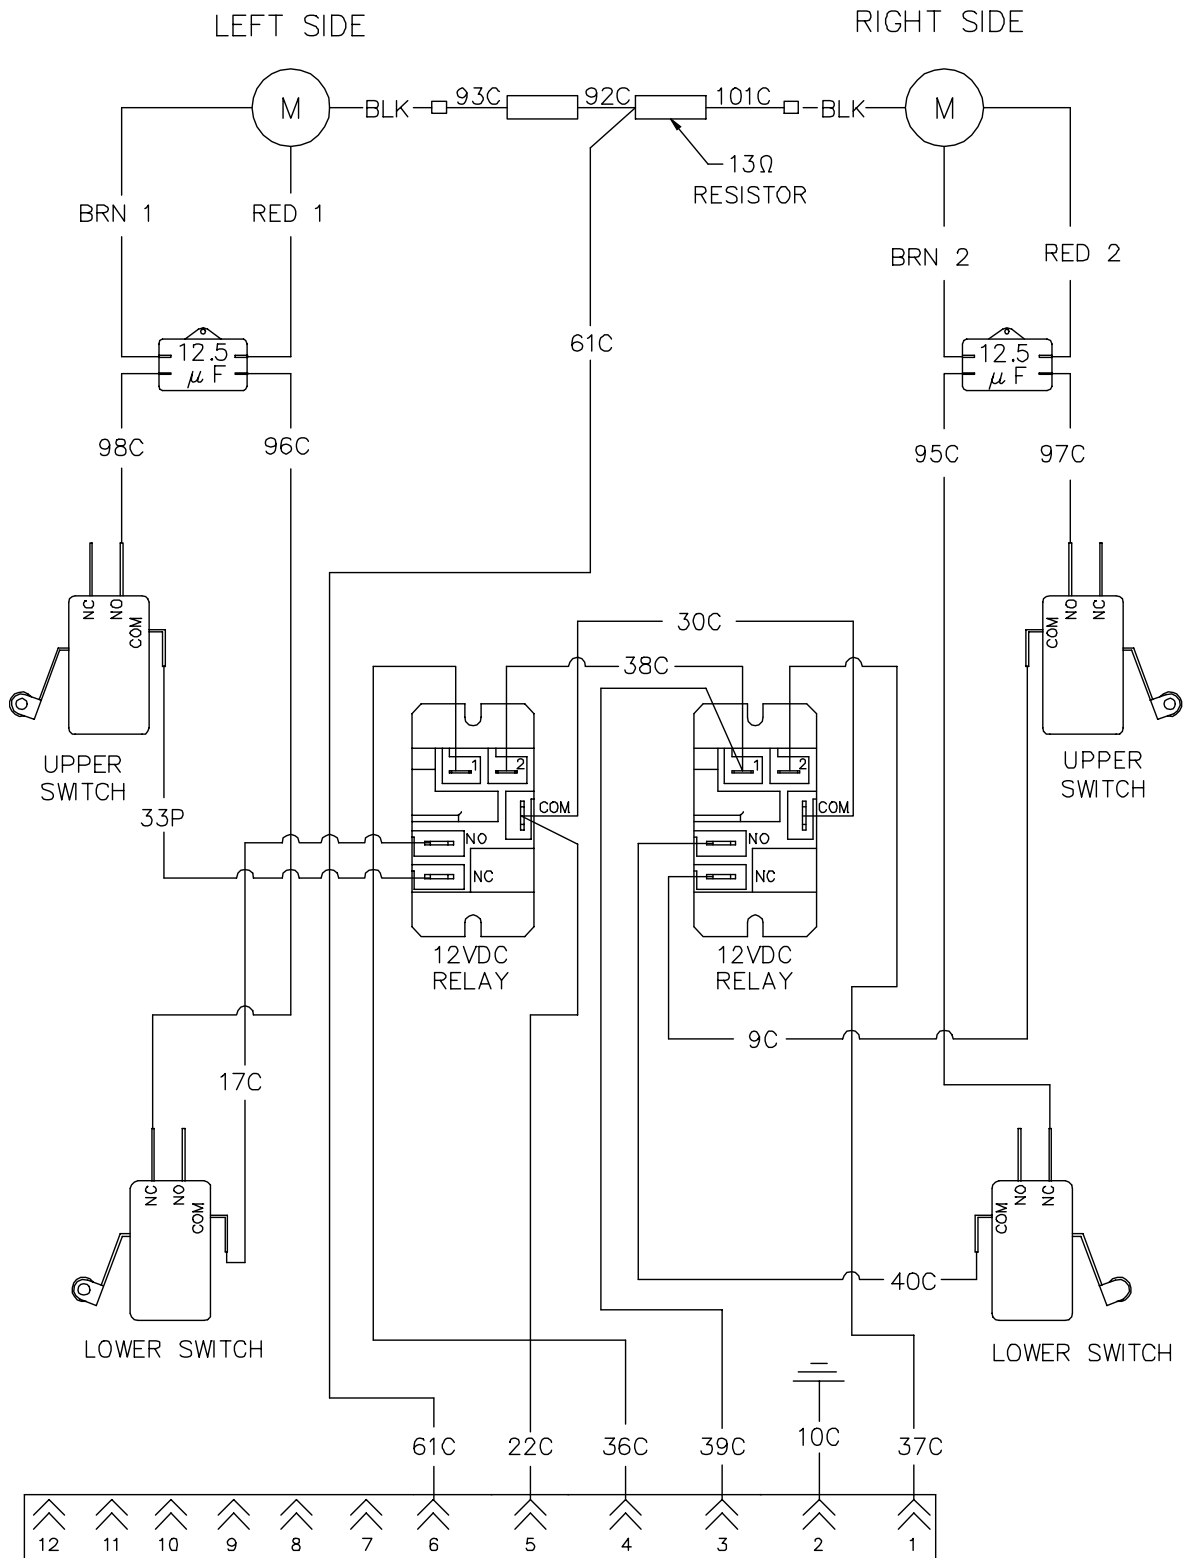 LEFT SIDE
RIGHT SIDE
M
BLK
93C
92C
101C
BLK
M
13Ω
RESISTOR
BRN 1
RED 1
BRN 2
RED 2
61C
12.5
µF
12.5
µF
98C
96C
95C
97C
NC
NO
COM
NO
NC
COM
UPPER
SWITCH
UPPER
SWITCH
30C
38C
33P
1
2
COM
NO
NC
1
2
COM
NO
NC
12VDC
RELAY
12VDC
RELAY
9C
17C
NC
NO
COM
NO
NC
COM
40C
LOWER SWITCH
LOWER SWITCH
61C
22C
36C
39C
10C
37C
12
11
10
9
8
7
6
5
4
3
2
1